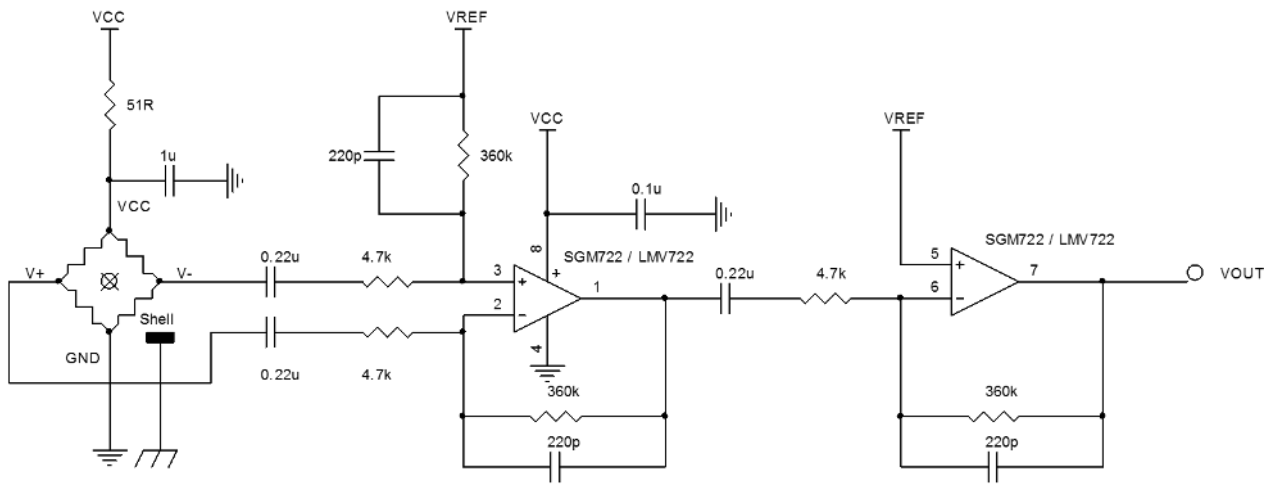 VCC
VREF
51R
VCC
VREF
1u
220p
360k
0.1u
VCC
8
SGM722 / LMV722
SGM722 / LMV722
V+
V-
0.22u
4.7k
3
+
+
1
0.22u
4.7k
5
+
7
VOUT
2
−
6
−
Shell
GND
0.22u
4.7k
4
360k
360k
220p
220p